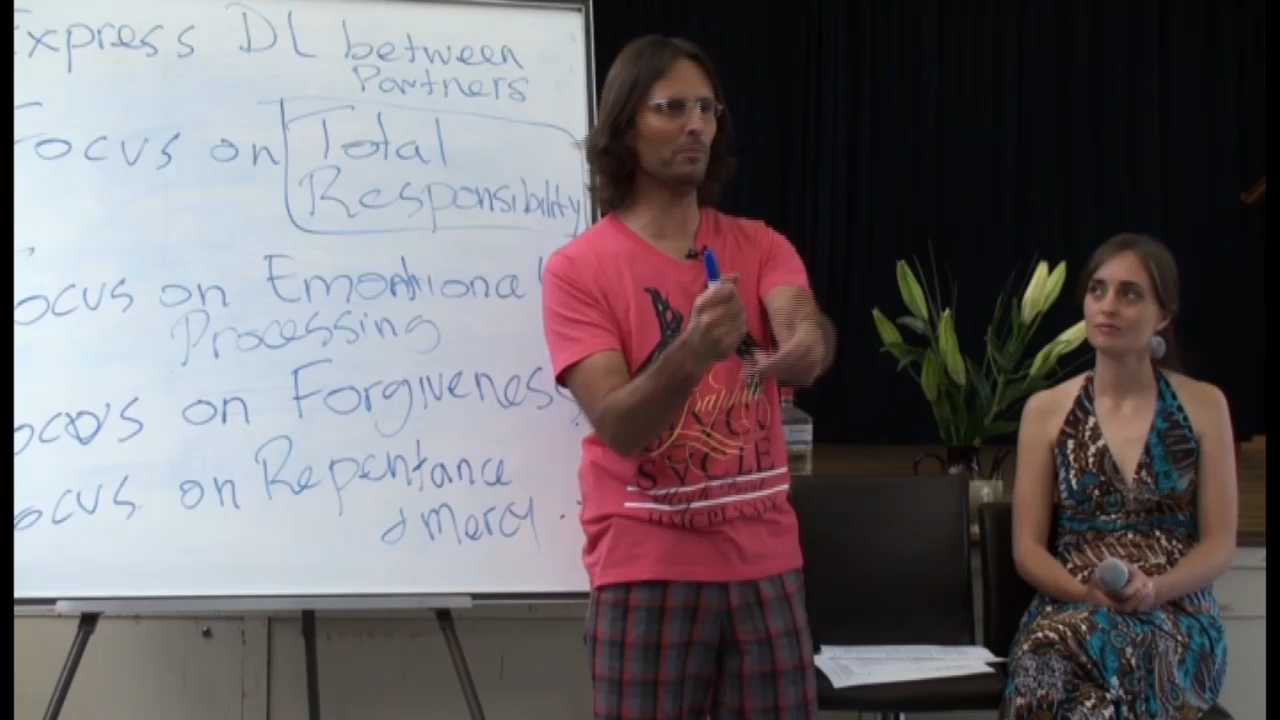 Express DL between
Partners
Focus on Total
Responsibility
Focus on Emotional
Processing
Focus on Forgiveness
Focus on Repentance
& Mercy.
SYCLE